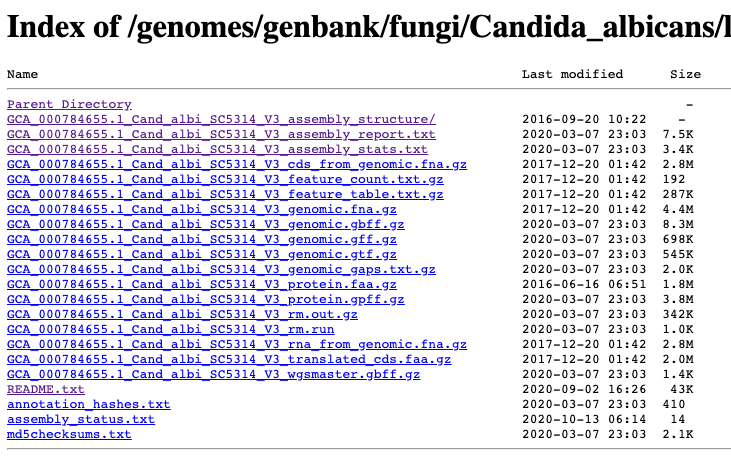 Index of /genomes/genbank/fungi/Candida_albicans/l
Name Last modified Size
Parent Directory -
GCA_000784655.1_Cand_albi_SC5314_V3_assembly_structure/ 2016-09-20 10:22 -
GCA_000784655.1_Cand_albi_SC5314_V3_assembly_report.txt 2020-03-07 23:03 7.5K
GCA_000784655.1_Cand_albi_SC5314_V3_assembly_stats.txt 2020-03-07 23:03 3.4K
GCA_000784655.1_Cand_albi_SC5314_V3_cds_from_genomic.fna.gz 2017-12-20 01:42 2.8M
GCA_000784655.1_Cand_albi_SC5314_V3_feature_count.txt.gz 2017-12-20 01:42 192
GCA_000784655.1_Cand_albi_SC5314_V3_feature_table.txt.gz 2017-12-20 01:42 287K
GCA_000784655.1_Cand_albi_SC5314_V3_genomic.fna.gz 2017-12-20 01:42 4.4M
GCA_000784655.1_Cand_albi_SC5314_V3_genomic.gbff.gz 2020-03-07 23:03 8.3M
GCA_000784655.1_Cand_albi_SC5314_V3_genomic.gff.gz 2020-03-07 23:03 698K
GCA_000784655.1_Cand_albi_SC5314_V3_genomic.gtf.gz 2020-03-07 23:03 545K
GCA_000784655.1_Cand_albi_SC5314_V3_genomic_gaps.txt.gz 2020-03-07 23:03 2.0K
GCA_000784655.1_Cand_albi_SC5314_V3_protein.faa.gz 2016-06-16 06:51 1.8M
GCA_000784655.1_Cand_albi_SC5314_V3_protein.gpff.gz 2020-03-07 23:03 3.8M
GCA_000784655.1_Cand_albi_SC5314_V3_rm.out.gz 2020-03-07 23:03 342K
GCA_000784655.1_Cand_albi_SC5314_V3_rm.run 2020-03-07 23:03 1.0K
GCA_000784655.1_Cand_albi_SC5314_V3_rna_from_genomic.fna.gz 2017-12-20 01:42 2.8M
GCA_000784655.1_Cand_albi_SC5314_V3_translated_cds.faa.gz 2017-12-20 01:42 2.0M
GCA_000784655.1_Cand_albi_SC5314_V3_wgsmaster.gbff.gz 2020-03-07 23:03 1.4K
README.txt 2020-09-02 16:26 43K
annotation_hashes.txt 2020-03-07 23:03 410
assembly_status.txt 2020-10-13 06:14 14
md5checksums.txt 2020-03-07 23:03 2.1K